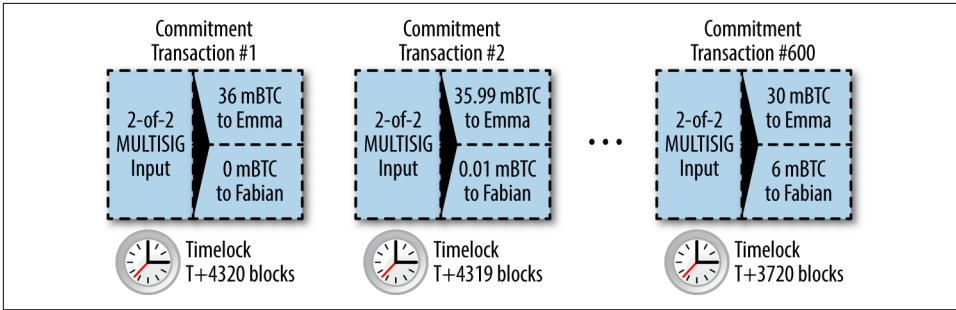 Commitment
Transaction #1
2-of-2
MULTISIG
Input
36 mBTC
to Emma
0 mBTC
to Fabian
Timelock
T+4320 blocks
Commitment
Transaction #2
2-of-2
MULTISIG
Input
35.99 mBTC
to Emma
0.01 mBTC
to Fabian
Timelock
T+4319 blocks
...
Commitment
Transaction #600
2-of-2
MULTISIG
Input
30 mBTC
to Emma
6 mBTC
to Fabian
Timelock
T+3720 blocks